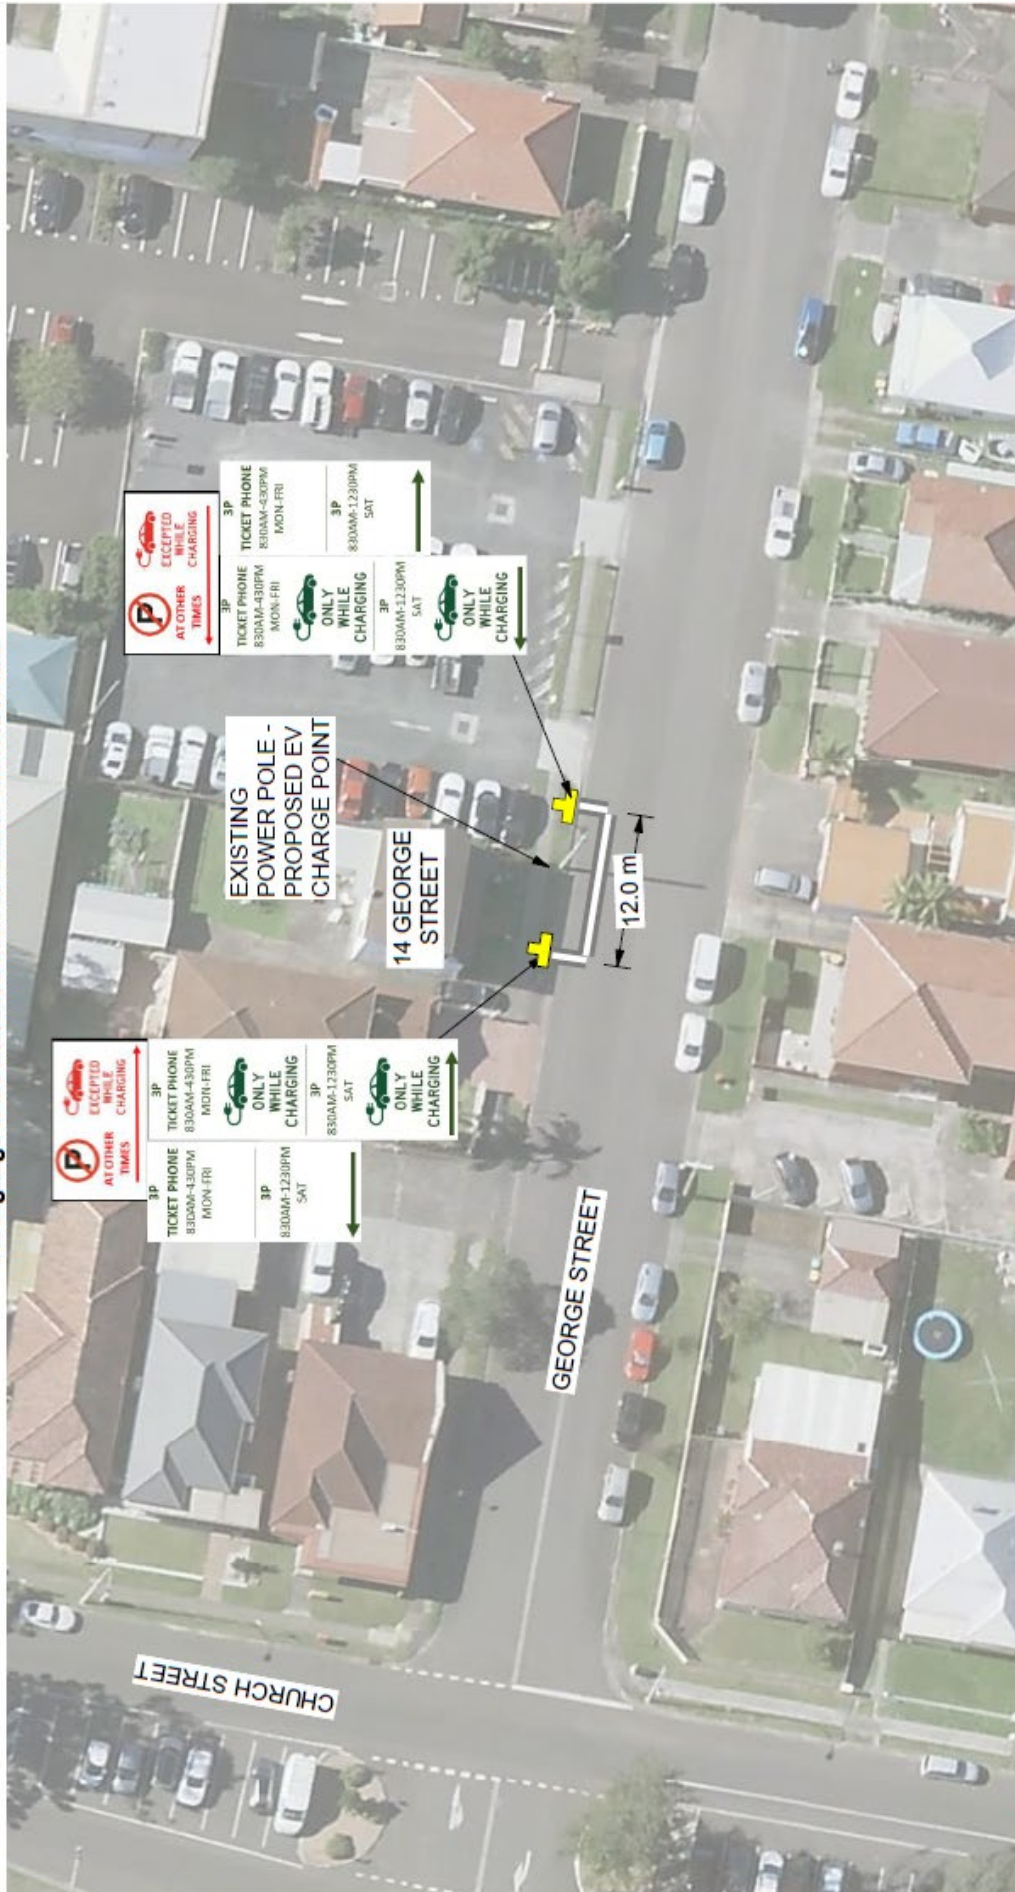 P
EXCEPTED
WHILE
CHARGING
AT OTHER
TIMES
3P
TICKET PHONE
830AM-430PM
MON-FRI
3P
830AM-1230PM
SAT
3P
TICKET PHONE
830AM-430PM
MON-FRI
ONLY
WHILE
CHARGING
3P
830AM-1230PM
SAT
ONLY
WHILE
CHARGING
P
EXCEPTED
WHILE
CHARGING
AT OTHER
TIMES
3P
TICKET PHONE
830AM-430PM
MON-FRI
ONLY
WHILE
CHARGING
3P
830AM-1230PM
SAT
ONLY
WHILE
CHARGING
3P
TICKET PHONE
830AM-430PM
MON-FRI
3P
830AM-1230PM
SAT
EXISTING
POWER POLE -
PROPOSED EV
CHARGE POINT
14 GEORGE
STREET
12.0 m
CHURCH STREET
GEORGE STREET